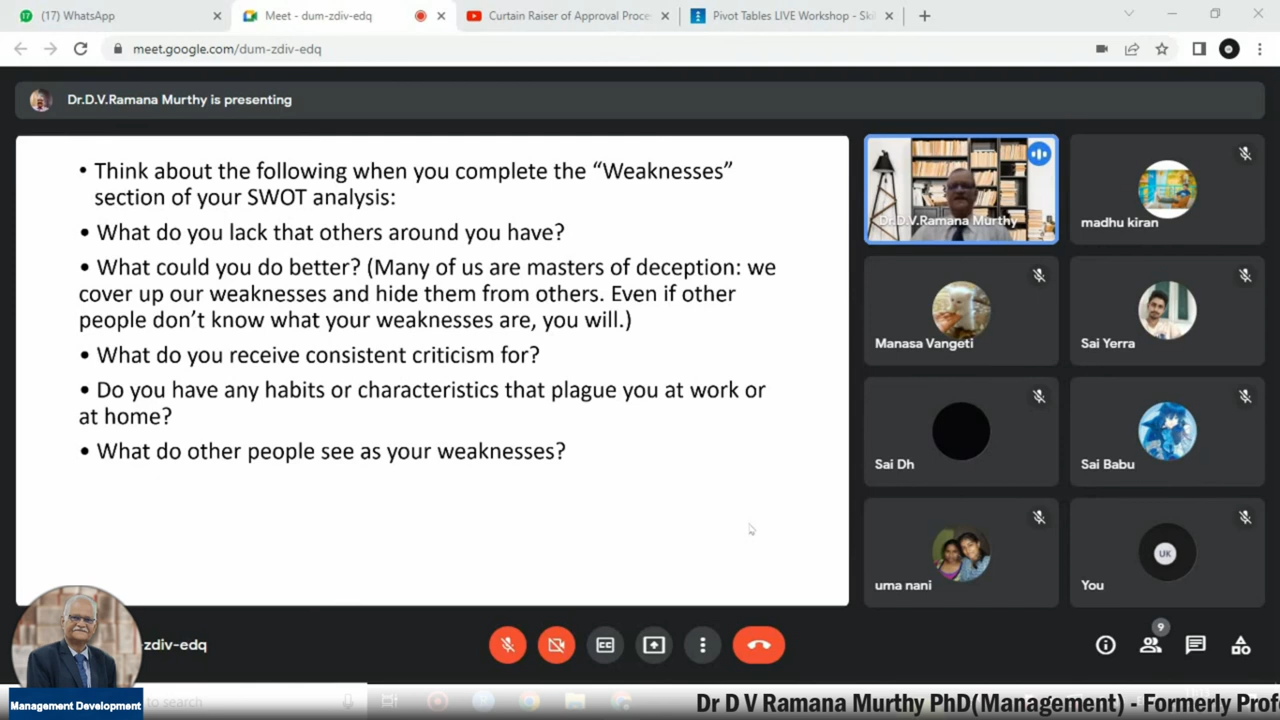 (17) WhatsApp
Meet - dum-zdiv-edq
Curtain Raiser of Approval Proce
Pivot Tables LIVE Workshop - Ski
meet.google.com/dum-zdiv-edq
Dr.D.V.Ramana Murthy is presenting
• Think about the following when you complete the “Weaknesses”
section of your SWOT analysis:
• What do you lack that others around you have?
• What could you do better? (Many of us are masters of deception: we
cover up our weaknesses and hide them from others. Even if other
people don’t know what your weaknesses are, you will.)
• What do you receive consistent criticism for?
• Do you have any habits or characteristics that plague you at work or
at home?
• What do other people see as your weaknesses?
Dr.D.V.Ramana Murthy
madhu kiran
Manasa Vangeti
Sai Yerra
Sai Dh
Sai Babu
uma nani
UK
You
zdiv-edq
CC
9
Management Development
to search
Dr D V Ramana Murthy PhD(Management) - Formerly Prof